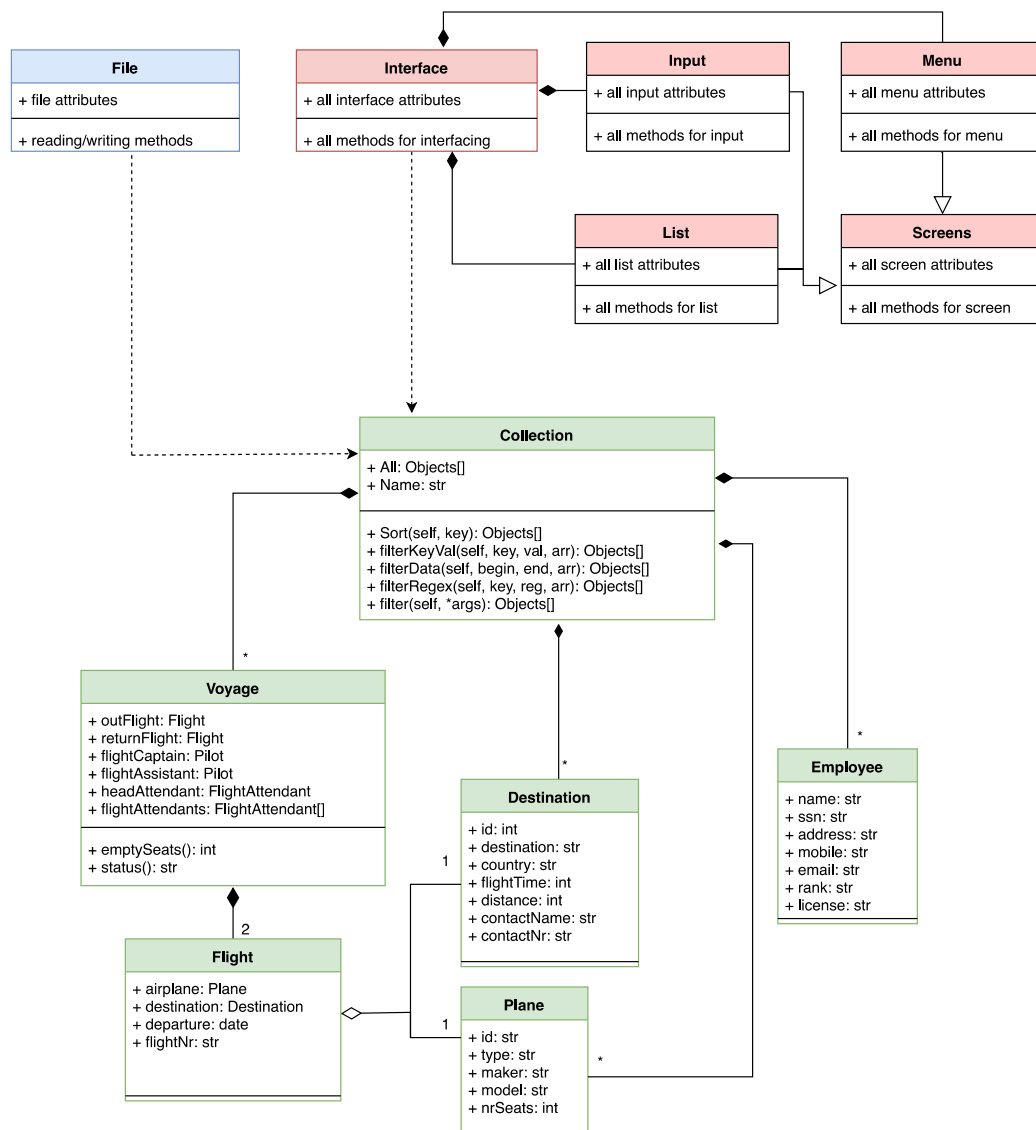 File
+ file attributes
+ reading/writing methods
Interface
+ all interface attributes
+ all methods for interfacing
Input
+ all input attributes
+ all methods for input
Menu
+ all menu attributes
+ all methods for menu
List
+ all list attributes
+ all methods for list
Screens
+ all screen attributes
+ all methods for screen
Collection
+ All: Objects[]
+ Name: str
+ Sort(self, key): Objects[]
+ filterKeyVal(self, key, val, arr): Objects[]
+ filterData(self, begin, end, arr): Objects[]
+ filterRegex(self, key, reg, arr): Objects[]
+ filter(self, *args): Objects[]
*
Voyage
+ outFlight: Flight
+ returnFlight: Flight
+ flightCaptain: Pilot
+ flightAssistant: Pilot
+ headAttendant: FlightAttendant
+ flightAttendants: FlightAttendant[]
+ emptySeats(): int
+ status(): str
*
Destination
+ id: int
+ destination: str
+ country: str
+ flightTime: int
+ distance: int
+ contactName: str
+ contactNr: str
*
Employee
+ name: str
+ ssn: str
+ address: str
+ mobile: str
+ email: str
+ rank: str
+ license: str
2
Flight
+ airplane: Plane
+ destination: Destination
+ departure: date
+ flightNr: str
1
1
Plane
+ id: str
+ type: str
+ maker: str
+ model: str
+ nrSeats: int
*